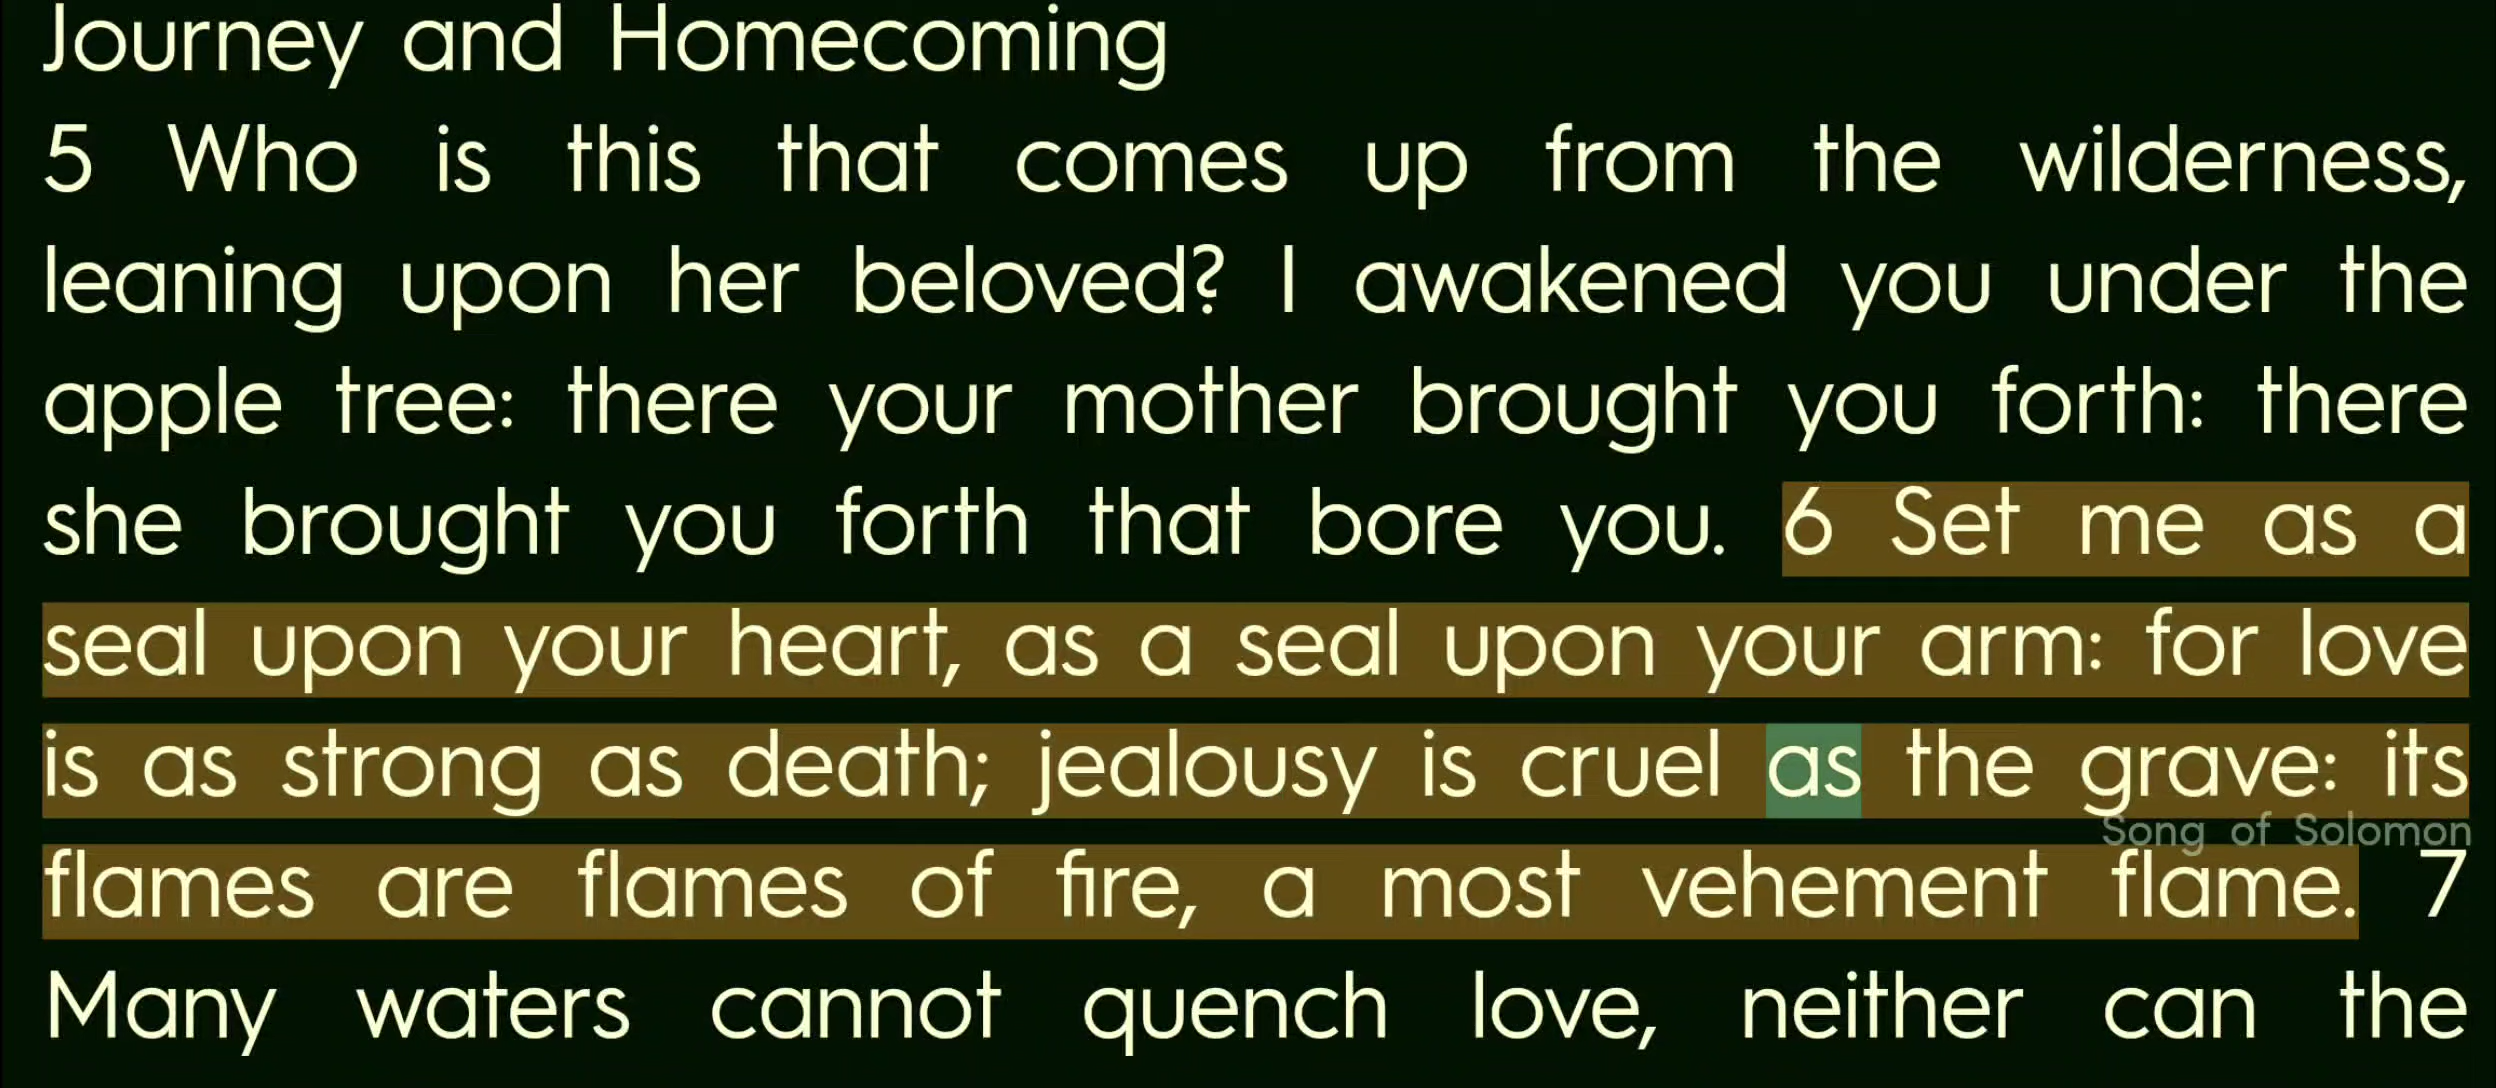 Journey and Homecoming
5 Who is this that comes up from the wilderness,
leaning upon her beloved? I awakened you under the
apple tree: there your mother brought you forth: there
she brought you forth that bore you. 6 Set me as a
seal upon your heart, as a seal upon your arm: for love
is as strong as death; jealousy is cruel as the grave: its
Song of Solomon
flames are flames of fire, a most vehement flame. 7
Many waters cannot quench love, neither can the